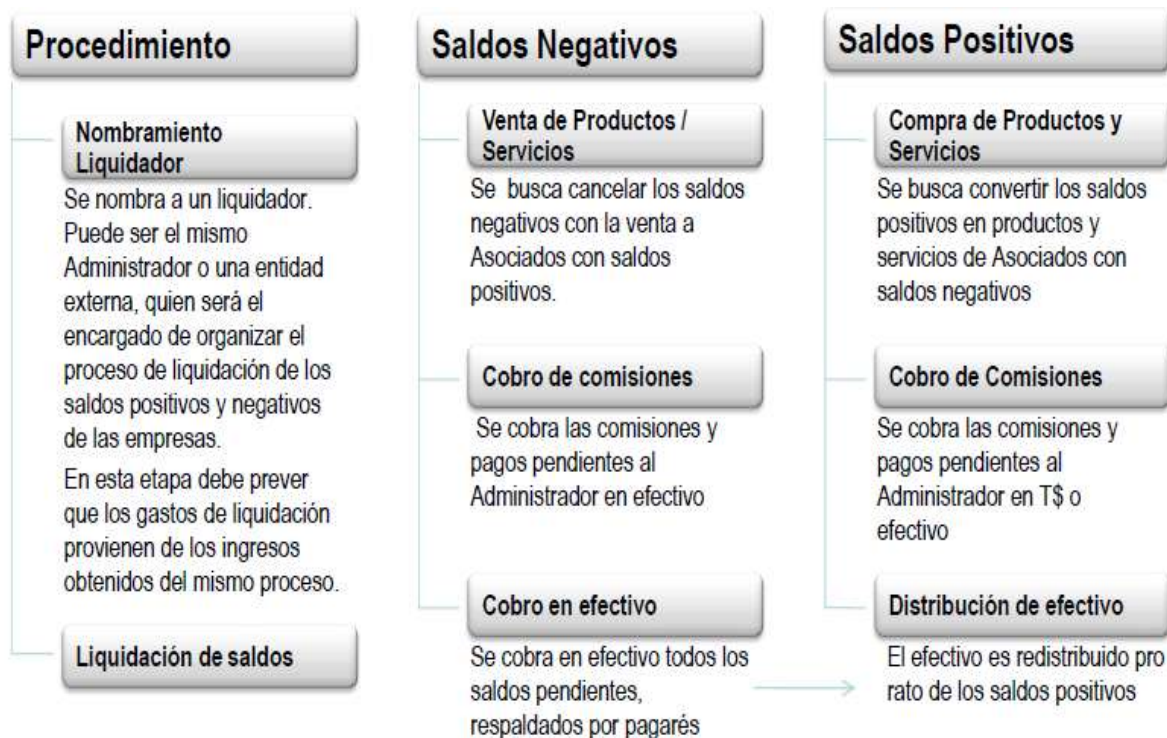 Procedimiento
Nombramiento
Liquidador
Se nombra a un liquidador.
Puede ser el mismo
Administrador o una entidad
externa, quien será el
encargado de organizar el
proceso de liquidación de los
saldos positivos y negativos
de las empresas.
En esta etapa debe prever
que los gastos de liquidación
provienen de los ingresos
obtenidos del mismo proceso.
Liquidación de saldos
Saldos Negativos
Venta de Productos /
Servicios
Se busca cancelar los saldos
negativos con la venta a
Asociados con saldos
positivos.
Cobro de comisiones
Se cobra las comisiones y
pagos pendientes al
Administrador en efectivo
Cobro en efectivo
Se cobra en efectivo todos los
saldos pendientes,
respaldados por pagarés
Saldos Positivos
Compra de Productos y
Servicios
Se busca convertir los saldos
positivos en productos y
servicios de Asociados con
saldos negativos
Cobro de Comisiones
Se cobra las comisiones y
pagos pendientes al
Administrador en T$ o
efectivo
Distribución de efectivo
El efectivo es redistribuido pro
rato de los saldos positivos